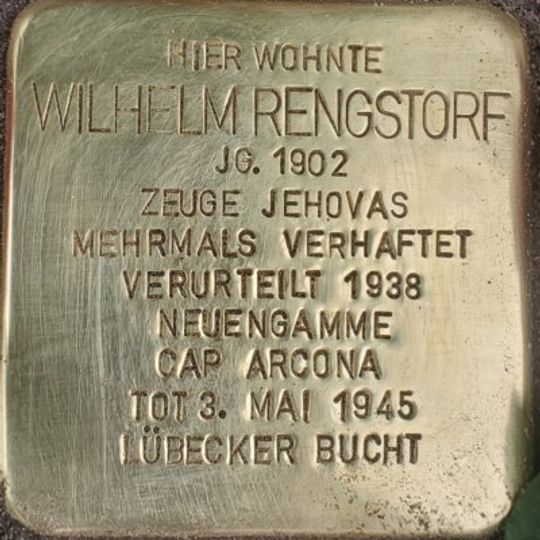 HIER WOHNTE
WILHELM RENGSTORF
JG. 1902
ZEUGE JEHOVAS
MEHRMALS VERHAFTET
VERURTEILT 1938
NEUENGAMME
CAP ARCONA
TOT 3. MAI 1945
LÜBECKER BUCHT